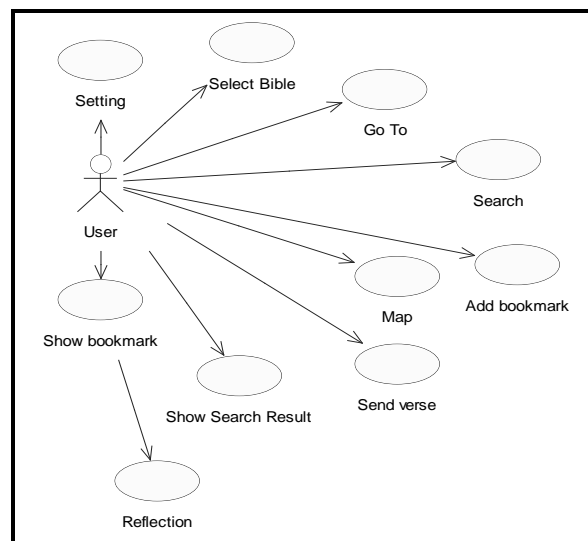 Select Bible
Setting
Go To
Search
User
Add bookmark
Map
Show bookmark
Send verse
Show Search Result
Reflection